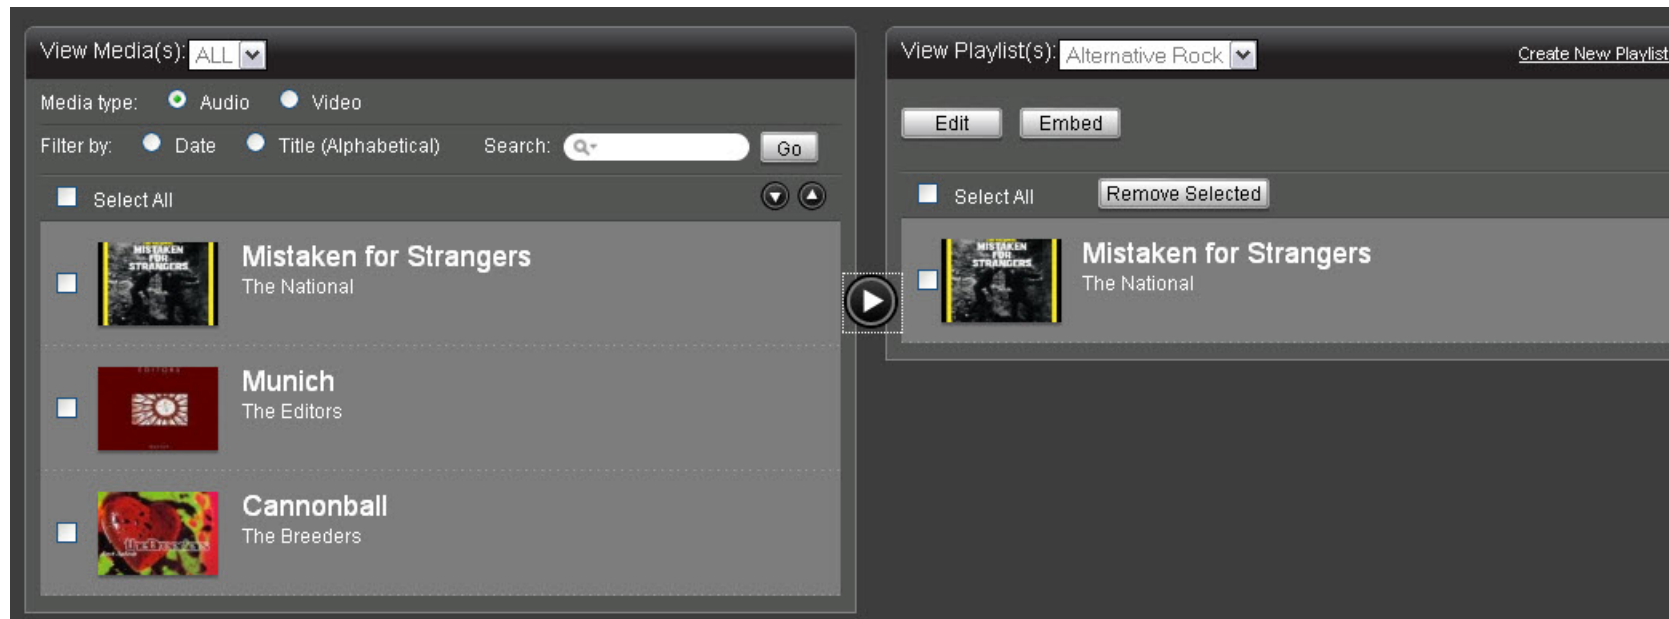 View Media(s): ALL
Media type: Audio Video
Filter by: Date Title (Alphabetical) Search: Go
Select All
MISTAKEN
FOR
STRANGERS
Mistaken for Strangers
The National
EDITORS
Munich
The Editors
Cannonball
The Breeders
View Playlist(s): Alternative Rock Create New Playlist
Edit Embed
Select All Remove Selected
MISTAKEN
FOR
STRANGERS
Mistaken for Strangers
The National